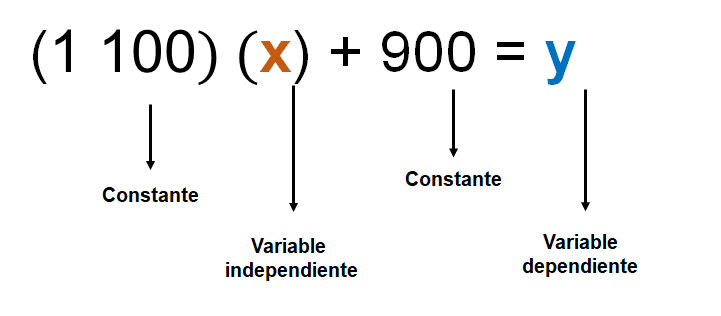 (1 100) (x) + 900 = y
Constante
Constante
Variable
independiente
Variable
dependiente